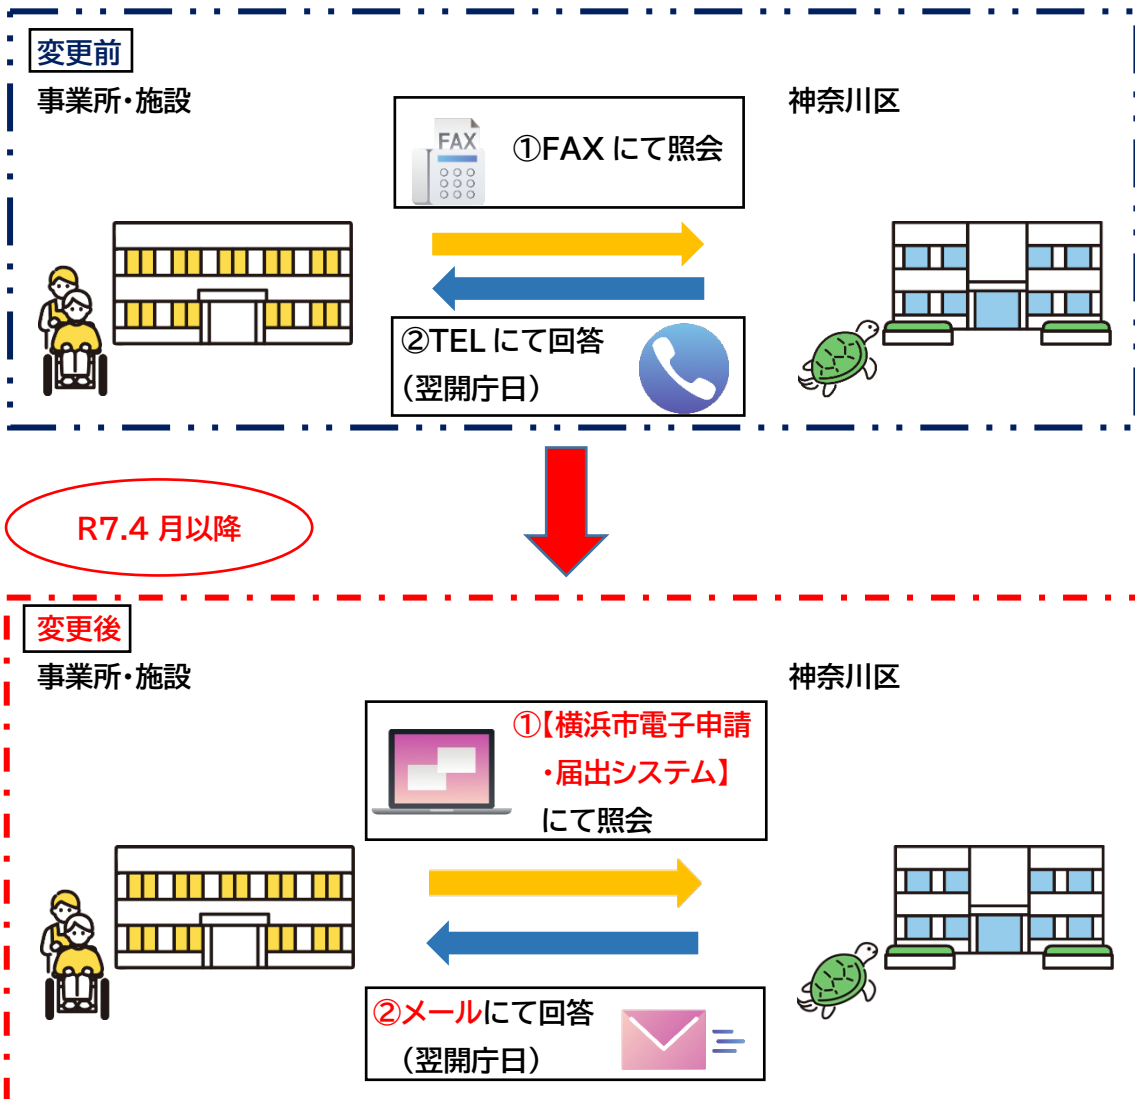 変更前
事業所・施設
神奈川区
FAX
①FAX にて照会
②TEL にて回答
（翌開庁日）
R7.4 月以降
変更後
事業所・施設
神奈川区
①【横浜市電子申請
・届出システム】
にて照会
②メールにて回答
（翌開庁日）